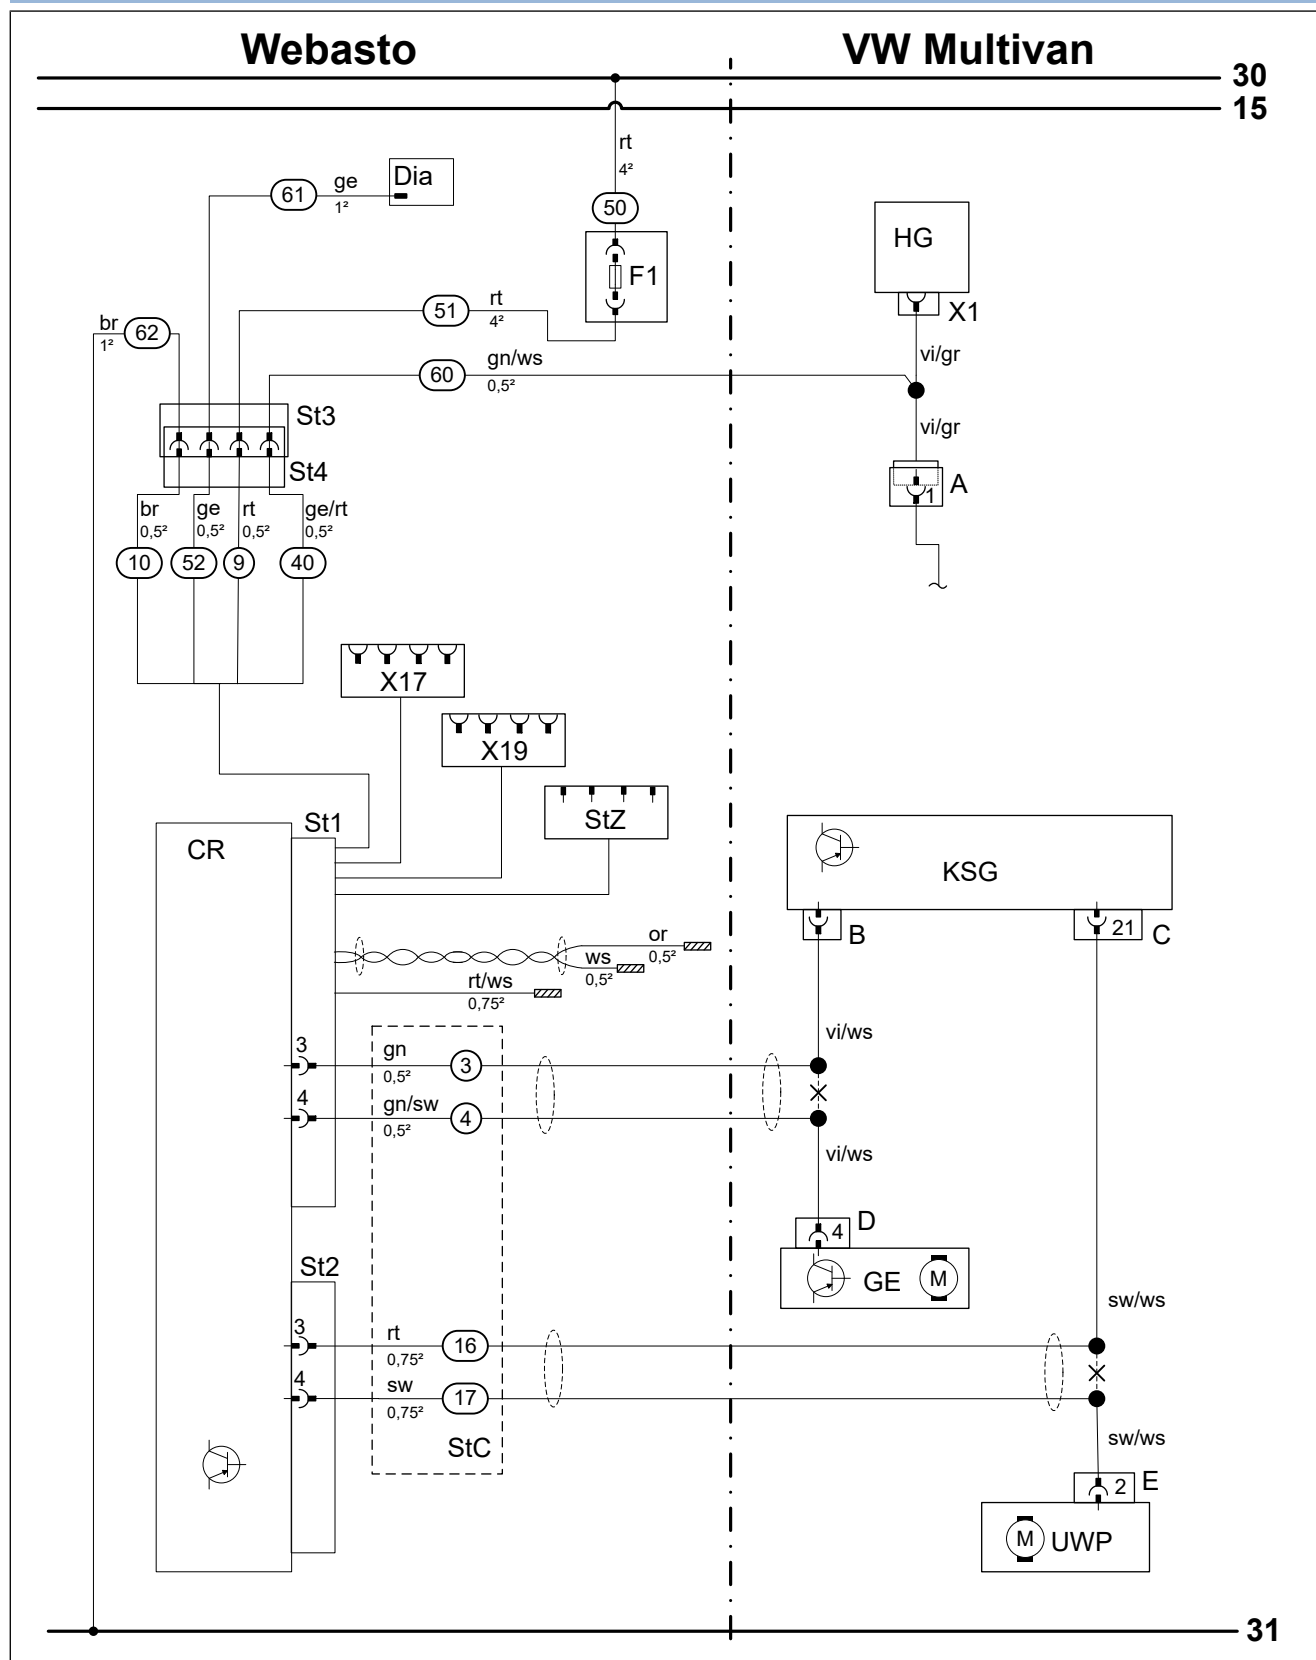 Webasto
VW Multivan
30
15
rt
4²
61
ge
1²
Dia
50
HG
F1
51
rt
4²
X1
br
1²
62
vi/gr
60
gn/ws
0,5²
St3
vi/gr
St4
A
1
br
0,5²
ge
0,5²
rt
0,5²
ge/rt
0,5²
10
52
9
40
X17
X19
StZ
St1
CR
KSG
B
21
C
or
0,5²
ws
0,5²
rt/ws
0,75²
vi/ws
3
gn
0,5²
3
4
gn/sw
0,5²
4
vi/ws
D
4
St2
GE
M
sw/ws
3
rt
0,75²
16
4
sw
0,75²
17
StC
sw/ws
2
E
M
UWP
31